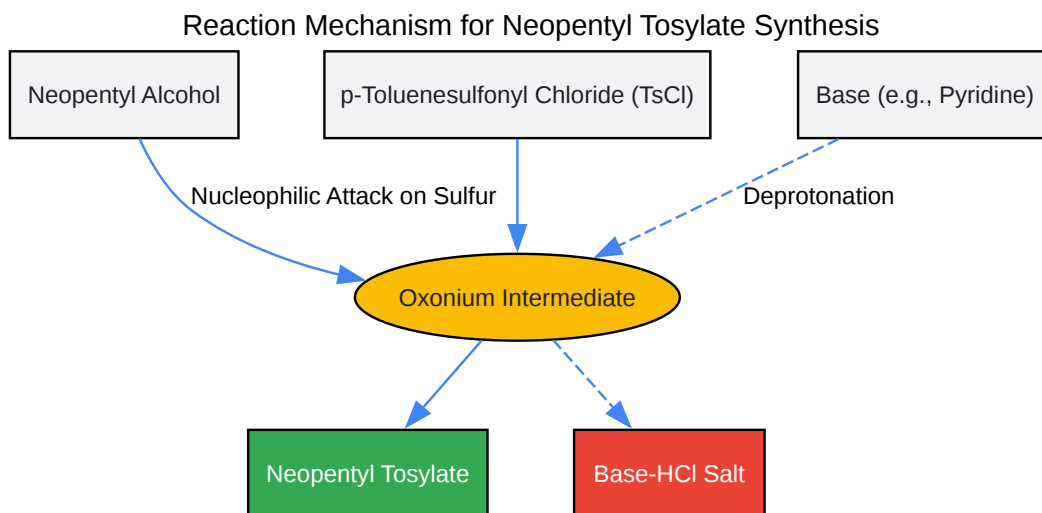 Reaction Mechanism for Neopentyl Tosylate Synthesis
Neopentyl Alcohol
p-Toluenesulfonyl Chloride (TsCl)
Base (e.g., Pyridine)
Nucleophilic Attack on Sulfur
Deprotonation
Oxonium Intermediate
Neopentyl Tosylate
Base-HCl Salt